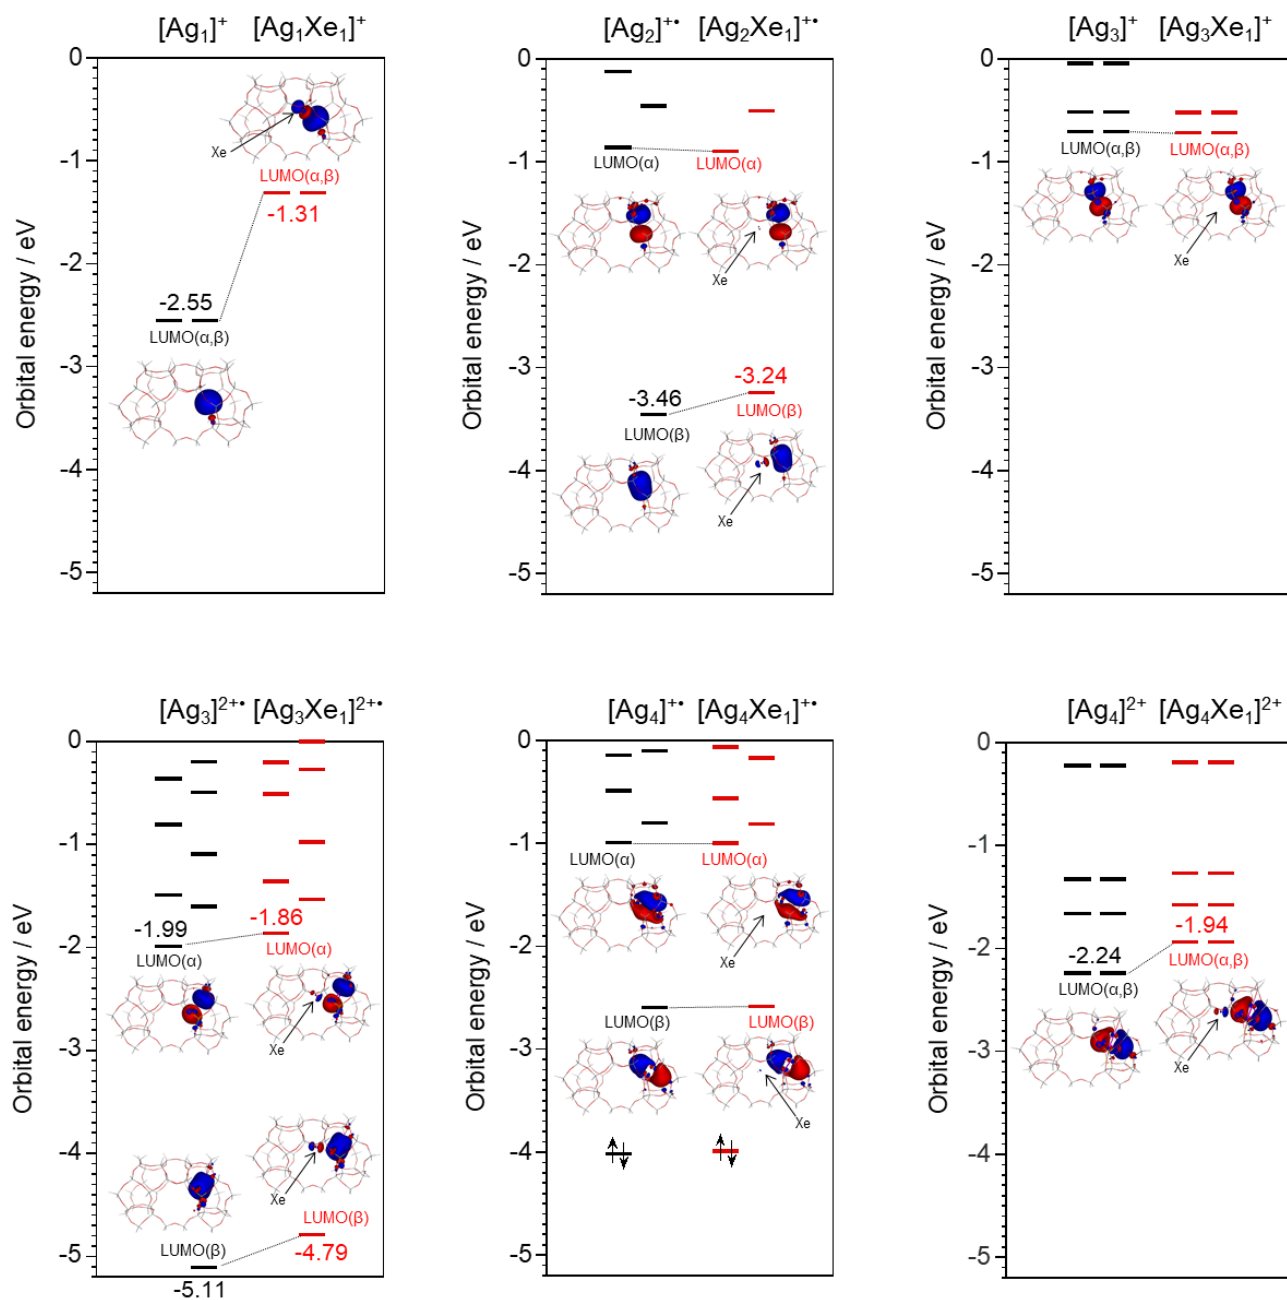 [Ag₁]⁺ [Ag₁Xe₁]⁺
Orbital energy / eV
0
-1
-2
-3
-4
-5
Xe
LUMO(α,β)
-1.31
-2.55
LUMO(α,β)
[Ag₂]⁺• [Ag₂Xe₁]⁺•
Orbital energy / eV
0
-1
-2
-3
-4
-5
LUMO(α) LUMO(α)
Xe
-3.46 -3.24
LUMO(β) LUMO(β)
Xe
[Ag₃]⁺ [Ag₃Xe₁]⁺
Orbital energy / eV
0
-1
-2
-3
-4
-5
LUMO(α,β) LUMO(α,β)
Xe
[Ag₃]²⁺• [Ag₃Xe₁]²⁺•
Orbital energy / eV
0
-1
-2
-3
-4
-5
-1.99 -1.86
LUMO(α) LUMO(α)
Xe
Xe
LUMO(β) LUMO(β)
-5.11 -4.79
[Ag₄]⁺• [Ag₄Xe₁]⁺•
Orbital energy / eV
0
-1
-2
-3
-4
-5
LUMO(α) LUMO(α)
Xe
LUMO(β) LUMO(β)
Xe
[Ag₄]²⁺ [Ag₄Xe₁]²⁺
Orbital energy / eV
0
-1
-2
-3
-4
-5
-2.24 -1.94
LUMO(α,β) LUMO(α,β)
Xe